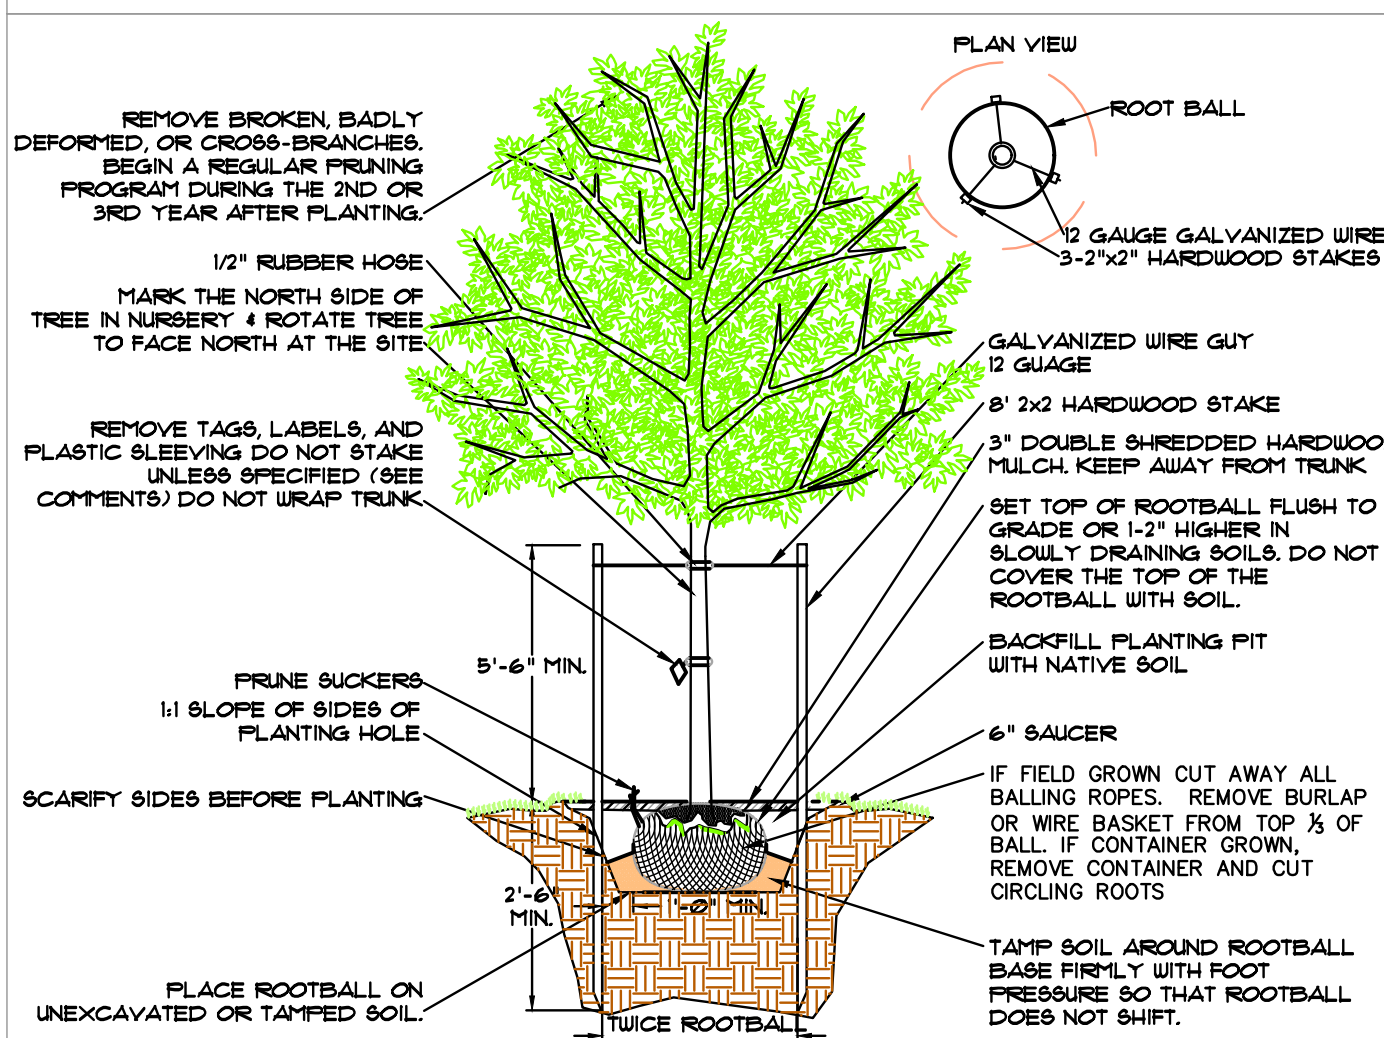 PLAN VIEW
ROOT BALL
12 GAUGE GALVANIZED WIRE
3-2"x2" HARDWOOD STAKES
REMOVE BROKEN, BADLY
DEFORMED, OR CROSS-BRANCHES.
BEGIN A REGULAR PRUNING
PROGRAM DURING THE 2ND OR
3RD YEAR AFTER PLANTING.
1/2" RUBBER HOSE
MARK THE NORTH SIDE OF
TREE IN NURSERY & ROTATE TREE
TO FACE NORTH AT THE SITE
REMOVE TAGS, LABELS, AND
PLASTIC SLEEVING DO NOT STAKE
UNLESS SPECIFIED (SEE
COMMENTS) DO NOT WRAP TRUNK
PRUNE SUCKERS
1:1 SLOPE OF SIDES OF
PLANTING HOLE
SCARIFY SIDES BEFORE PLANTING
PLACE ROOTBALL ON
UNEXCAVATED OR TAMPED SOIL.
5'-6" MIN.
2'-6"
MIN.
1'-0" MIN.
TWICE ROOTBALL
GALVANIZED WIRE GUY
12 GUAGE
8' 2x2 HARDWOOD STAKE
3" DOUBLE SHREDDED HARDWOO
MULCH. KEEP AWAY FROM TRUNK
SET TOP OF ROOTBALL FLUSH TO
GRADE OR 1-2" HIGHER IN
SLOWLY DRAINING SOILS. DO NOT
COVER THE TOP OF THE
ROOTBALL WITH SOIL.
BACKFILL PLANTING PIT
WITH NATIVE SOIL
6" SAUCER
IF FIELD GROWN CUT AWAY ALL
BALLING ROPES. REMOVE BURLAP
OR WIRE BASKET FROM TOP ⅓ OF
BALL. IF CONTAINER GROWN,
REMOVE CONTAINER AND CUT
CIRCLING ROOTS
TAMP SOIL AROUND ROOTBALL
BASE FIRMLY WITH FOOT
PRESSURE SO THAT ROOTBALL
DOES NOT SHIFT.